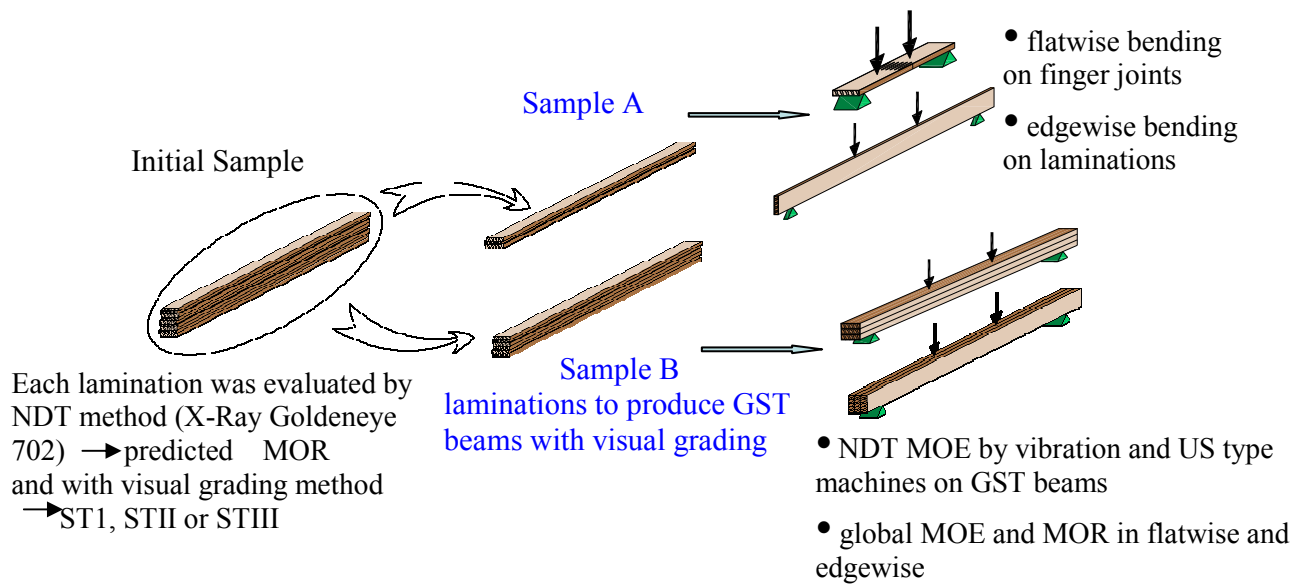 Initial Sample
Each lamination was evaluated by
NDT method (X-Ray Goldeneye
702) → predicted MOR
and with visual grading method
→ ST1, STII or STIII
Sample A
• flatwise bending
on finger joints
• edgewise bending
on laminations
Sample B
laminations to produce GST
beams with visual grading
• NDT MOE by vibration and US type
machines on GST beams
• global MOE and MOR in flatwise and
edgewise